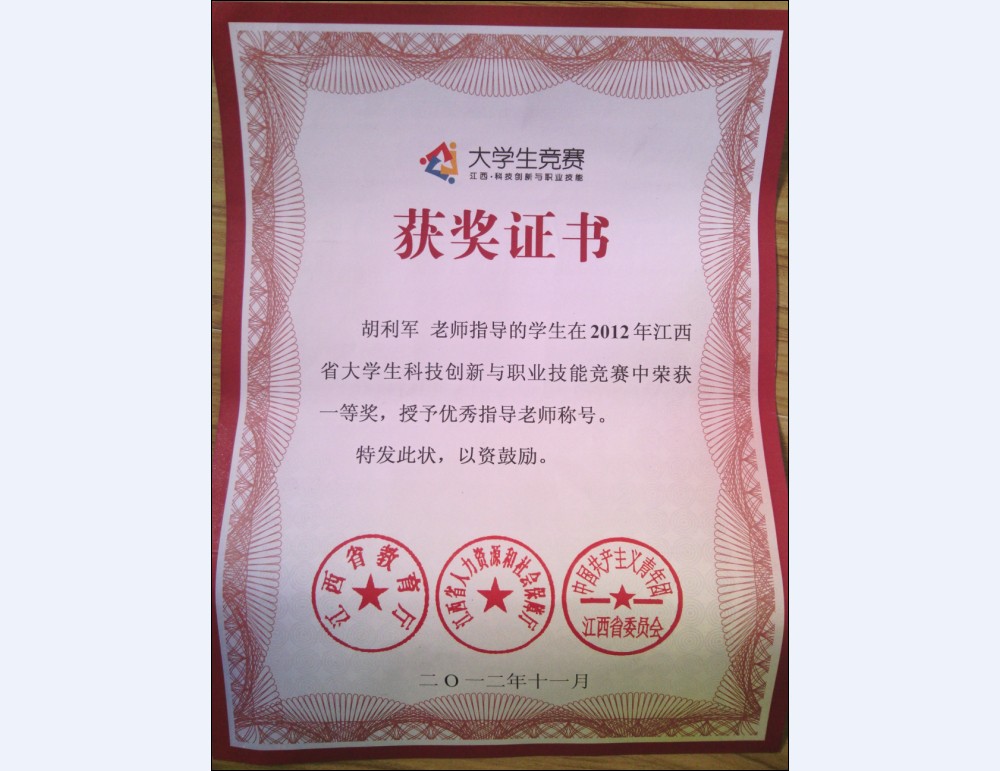 大学生竞赛
江西·科技创新与职业技能
获奖证书
胡利军 老师指导的学生在2012年江西
省大学生科技创新与职业技能竞赛中荣获
一等奖，授予优秀指导老师称号。
特发此状，以资鼓励。
江西省教育厅
江西省人力资源和社会保障厅
中国共产主义青年团
江西省委员会
二O一二年十一月